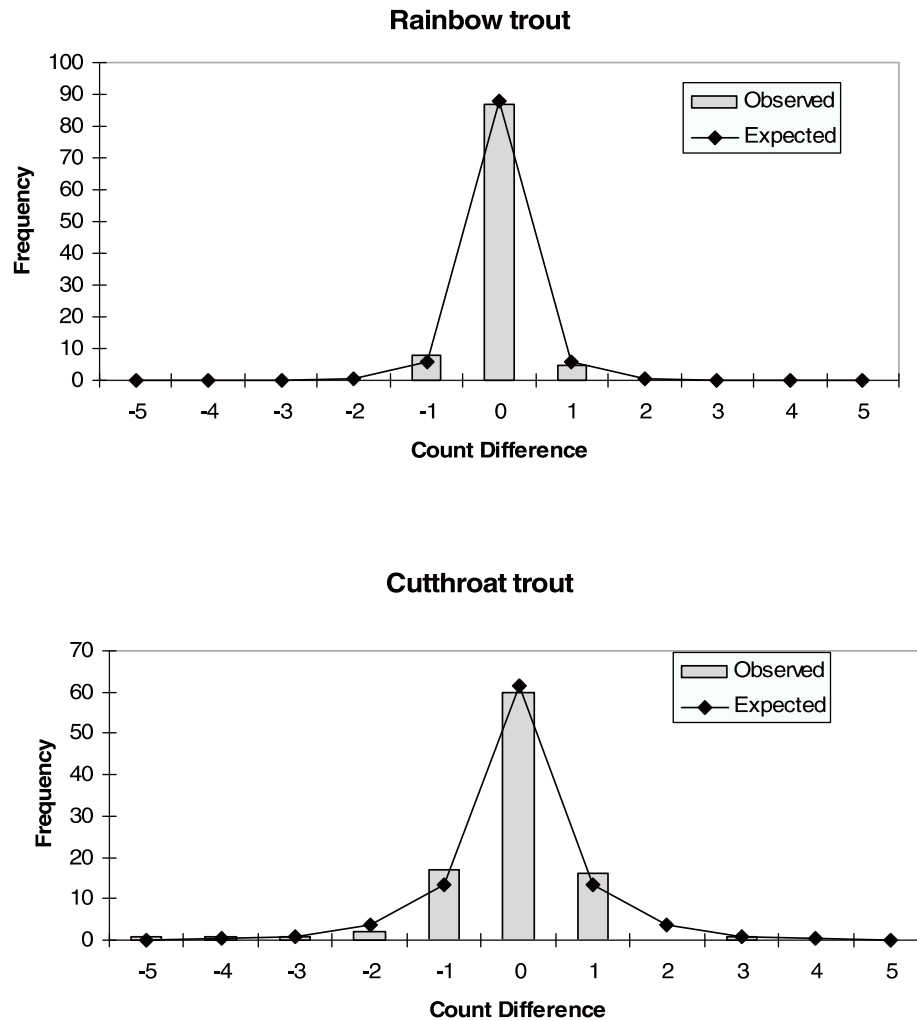 Rainbow trout
100
90
80
70
60
50
40
30
20
10
0
Frequency
Observed
Expected
-5 -4 -3 -2 -1 0 1 2 3 4 5
Count Difference
Cutthroat trout
70
60
50
40
30
20
10
0
Frequency
Observed
Expected
-5 -4 -3 -2 -1 0 1 2 3 4 5
Count Difference